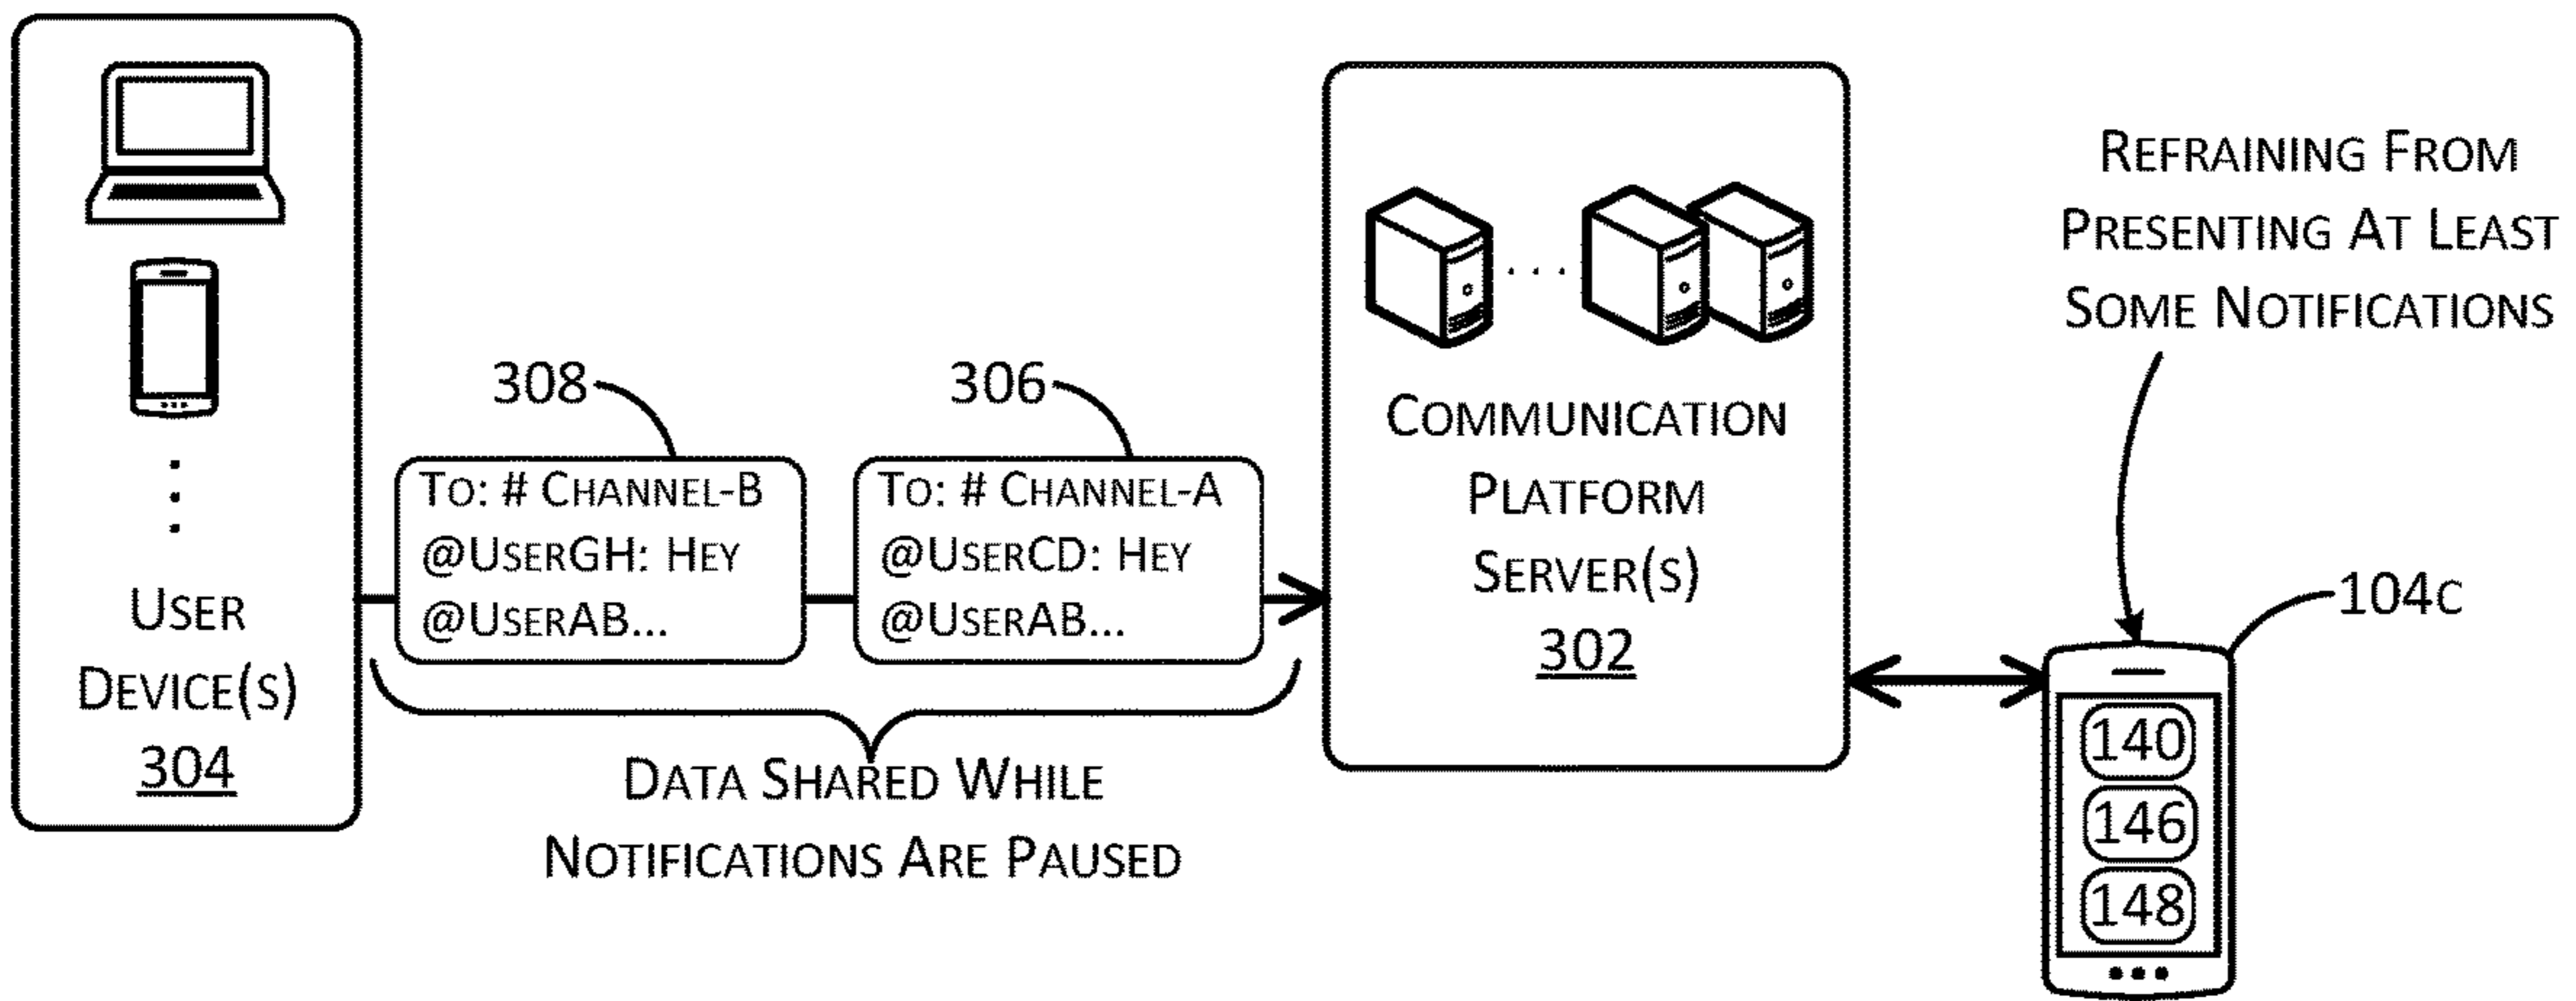 User
Device(s)
304
308
To: # Channel-B
@UserGH: Hey
@UserAB...
306
To: # Channel-A
@UserCD: Hey
@UserAB...
Data Shared While
Notifications Are Paused
Communication
Platform
Server(s)
302
Refraining From
Presenting At Least
Some Notifications
104c
140
146
148